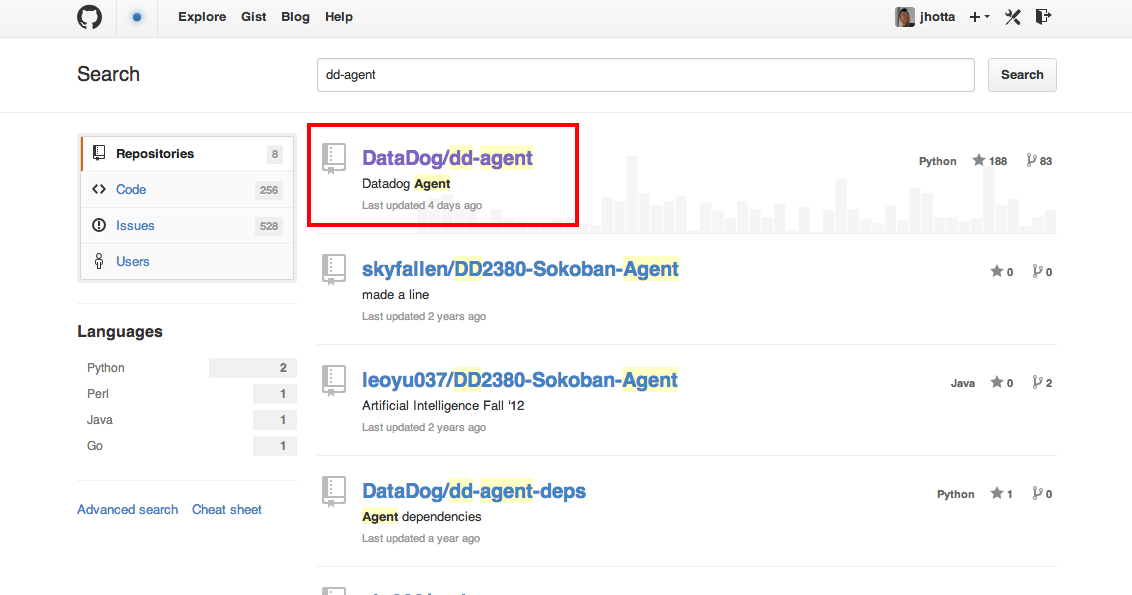 Explore Gist Blog Help jhotta
Search dd-agent Search
Repositories 8
Code 256
Issues 528
Users
Languages
Python 2
Perl 1
Java 1
Go 1
Advanced search Cheat sheet
DataDog/dd-agent Python 188 83
Datadog Agent
Last updated 4 days ago
skyfallen/DD2380-Sokoban-Agent 0 0
made a line
Last updated 2 years ago
leoyu037/DD2380-Sokoban-Agent Java 0 2
Artificial Intelligence Fall '12
Last updated 2 years ago
DataDog/dd-agent-deps Python 1 0
Agent dependencies
Last updated a year ago